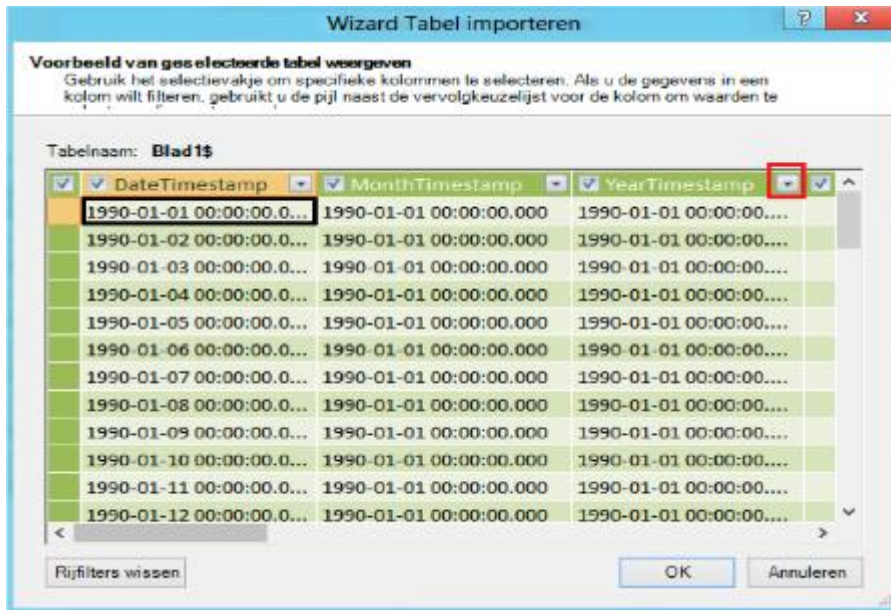 Wizard Tabel importeren
Voorbeeld van geselecteerde tabel weergeven
Gebruik het selectievakje om specifieke kolommen te selecteren. Als u de gegevens in een
kolom wilt filteren, gebruikt u de pijl naast de vervolgkeuzelijst voor de kolom om waarden te
Tabelnaam: Blad1$
DateTimestamp MonthTimestamp YearTimestamp
1990-01-01 00:00:00.0... 1990-01-01 00:00:00.000 1990-01-01 00:00:00....
1990-01-02 00:00:00.0... 1990-01-01 00:00:00.000 1990-01-01 00:00:00....
1990-01-03 00:00:00.0... 1990-01-01 00:00:00.000 1990-01-01 00:00:00....
1990-01-04 00:00:00.0... 1990-01-01 00:00:00.000 1990-01-01 00:00:00....
1990-01-05 00:00:00.0... 1990-01-01 00:00:00.000 1990-01-01 00:00:00....
1990-01-06 00:00:00.0... 1990-01-01 00:00:00.000 1990-01-01 00:00:00....
1990-01-07 00:00:00.0... 1990-01-01 00:00:00.000 1990-01-01 00:00:00....
1990-01-08 00:00:00.0... 1990-01-01 00:00:00.000 1990-01-01 00:00:00....
1990-01-09 00:00:00.0... 1990-01-01 00:00:00.000 1990-01-01 00:00:00....
1990-01-10 00:00:00.0... 1990-01-01 00:00:00.000 1990-01-01 00:00:00....
1990-01-11 00:00:00.0... 1990-01-01 00:00:00.000 1990-01-01 00:00:00....
1990-01-12 00:00:00.0... 1990-01-01 00:00:00.000 1990-01-01 00:00:00....
Rijfilters wissen OK Annuleren